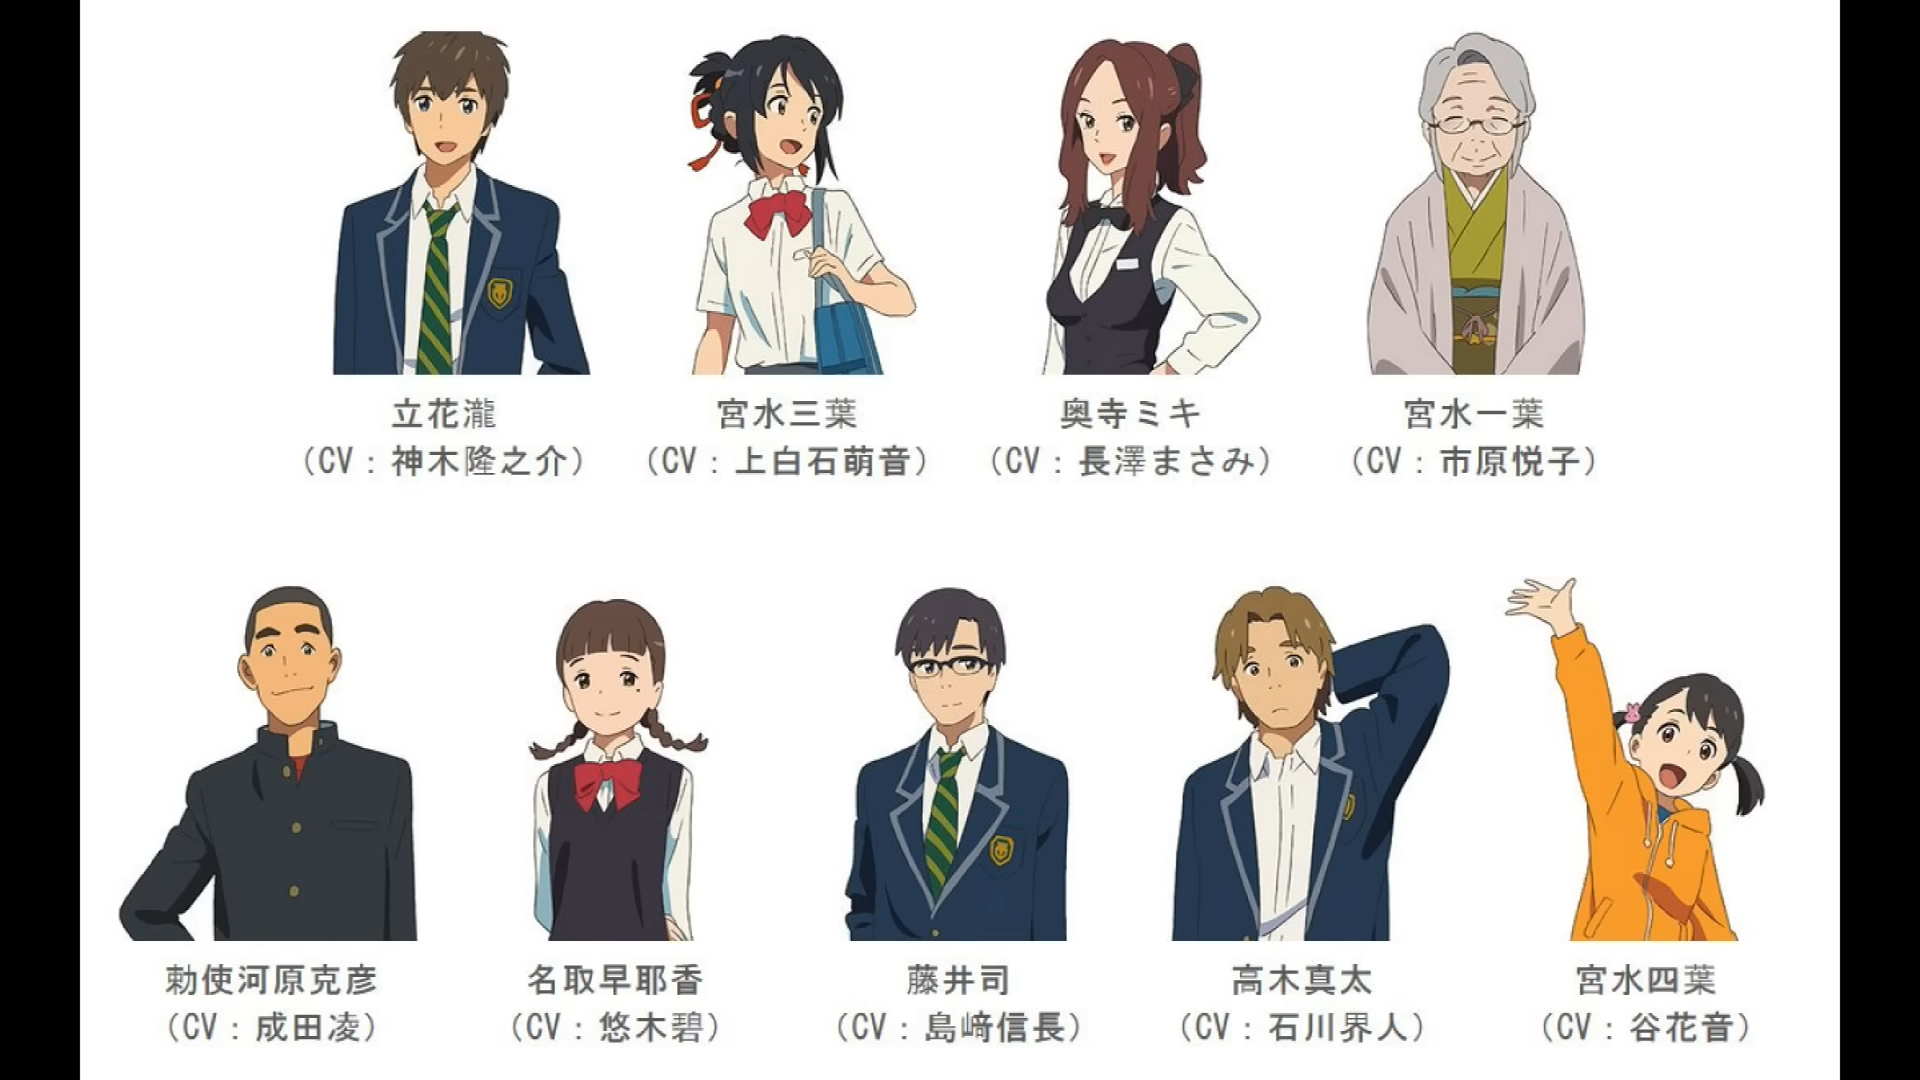 立花瀧
（CV：神木隆之介）
宮水三葉
（CV：上白石萌音）
奥寺ミキ
（CV：長澤まさみ）
宮水一葉
（CV：市原悦子）
勅使河原克彦
（CV：成田凌）
名取早耶香
（CV：悠木碧）
藤井司
（CV：島﨑信長）
高木真太
（CV：石川界人）
宮水四葉
（CV：谷花音）